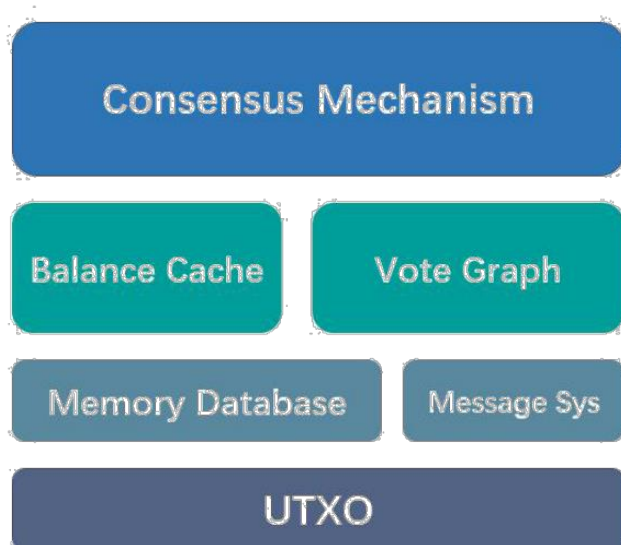 Consensus Mechanism
Balance Cache
Vote Graph
Memory Database
Message Sys
UTXO